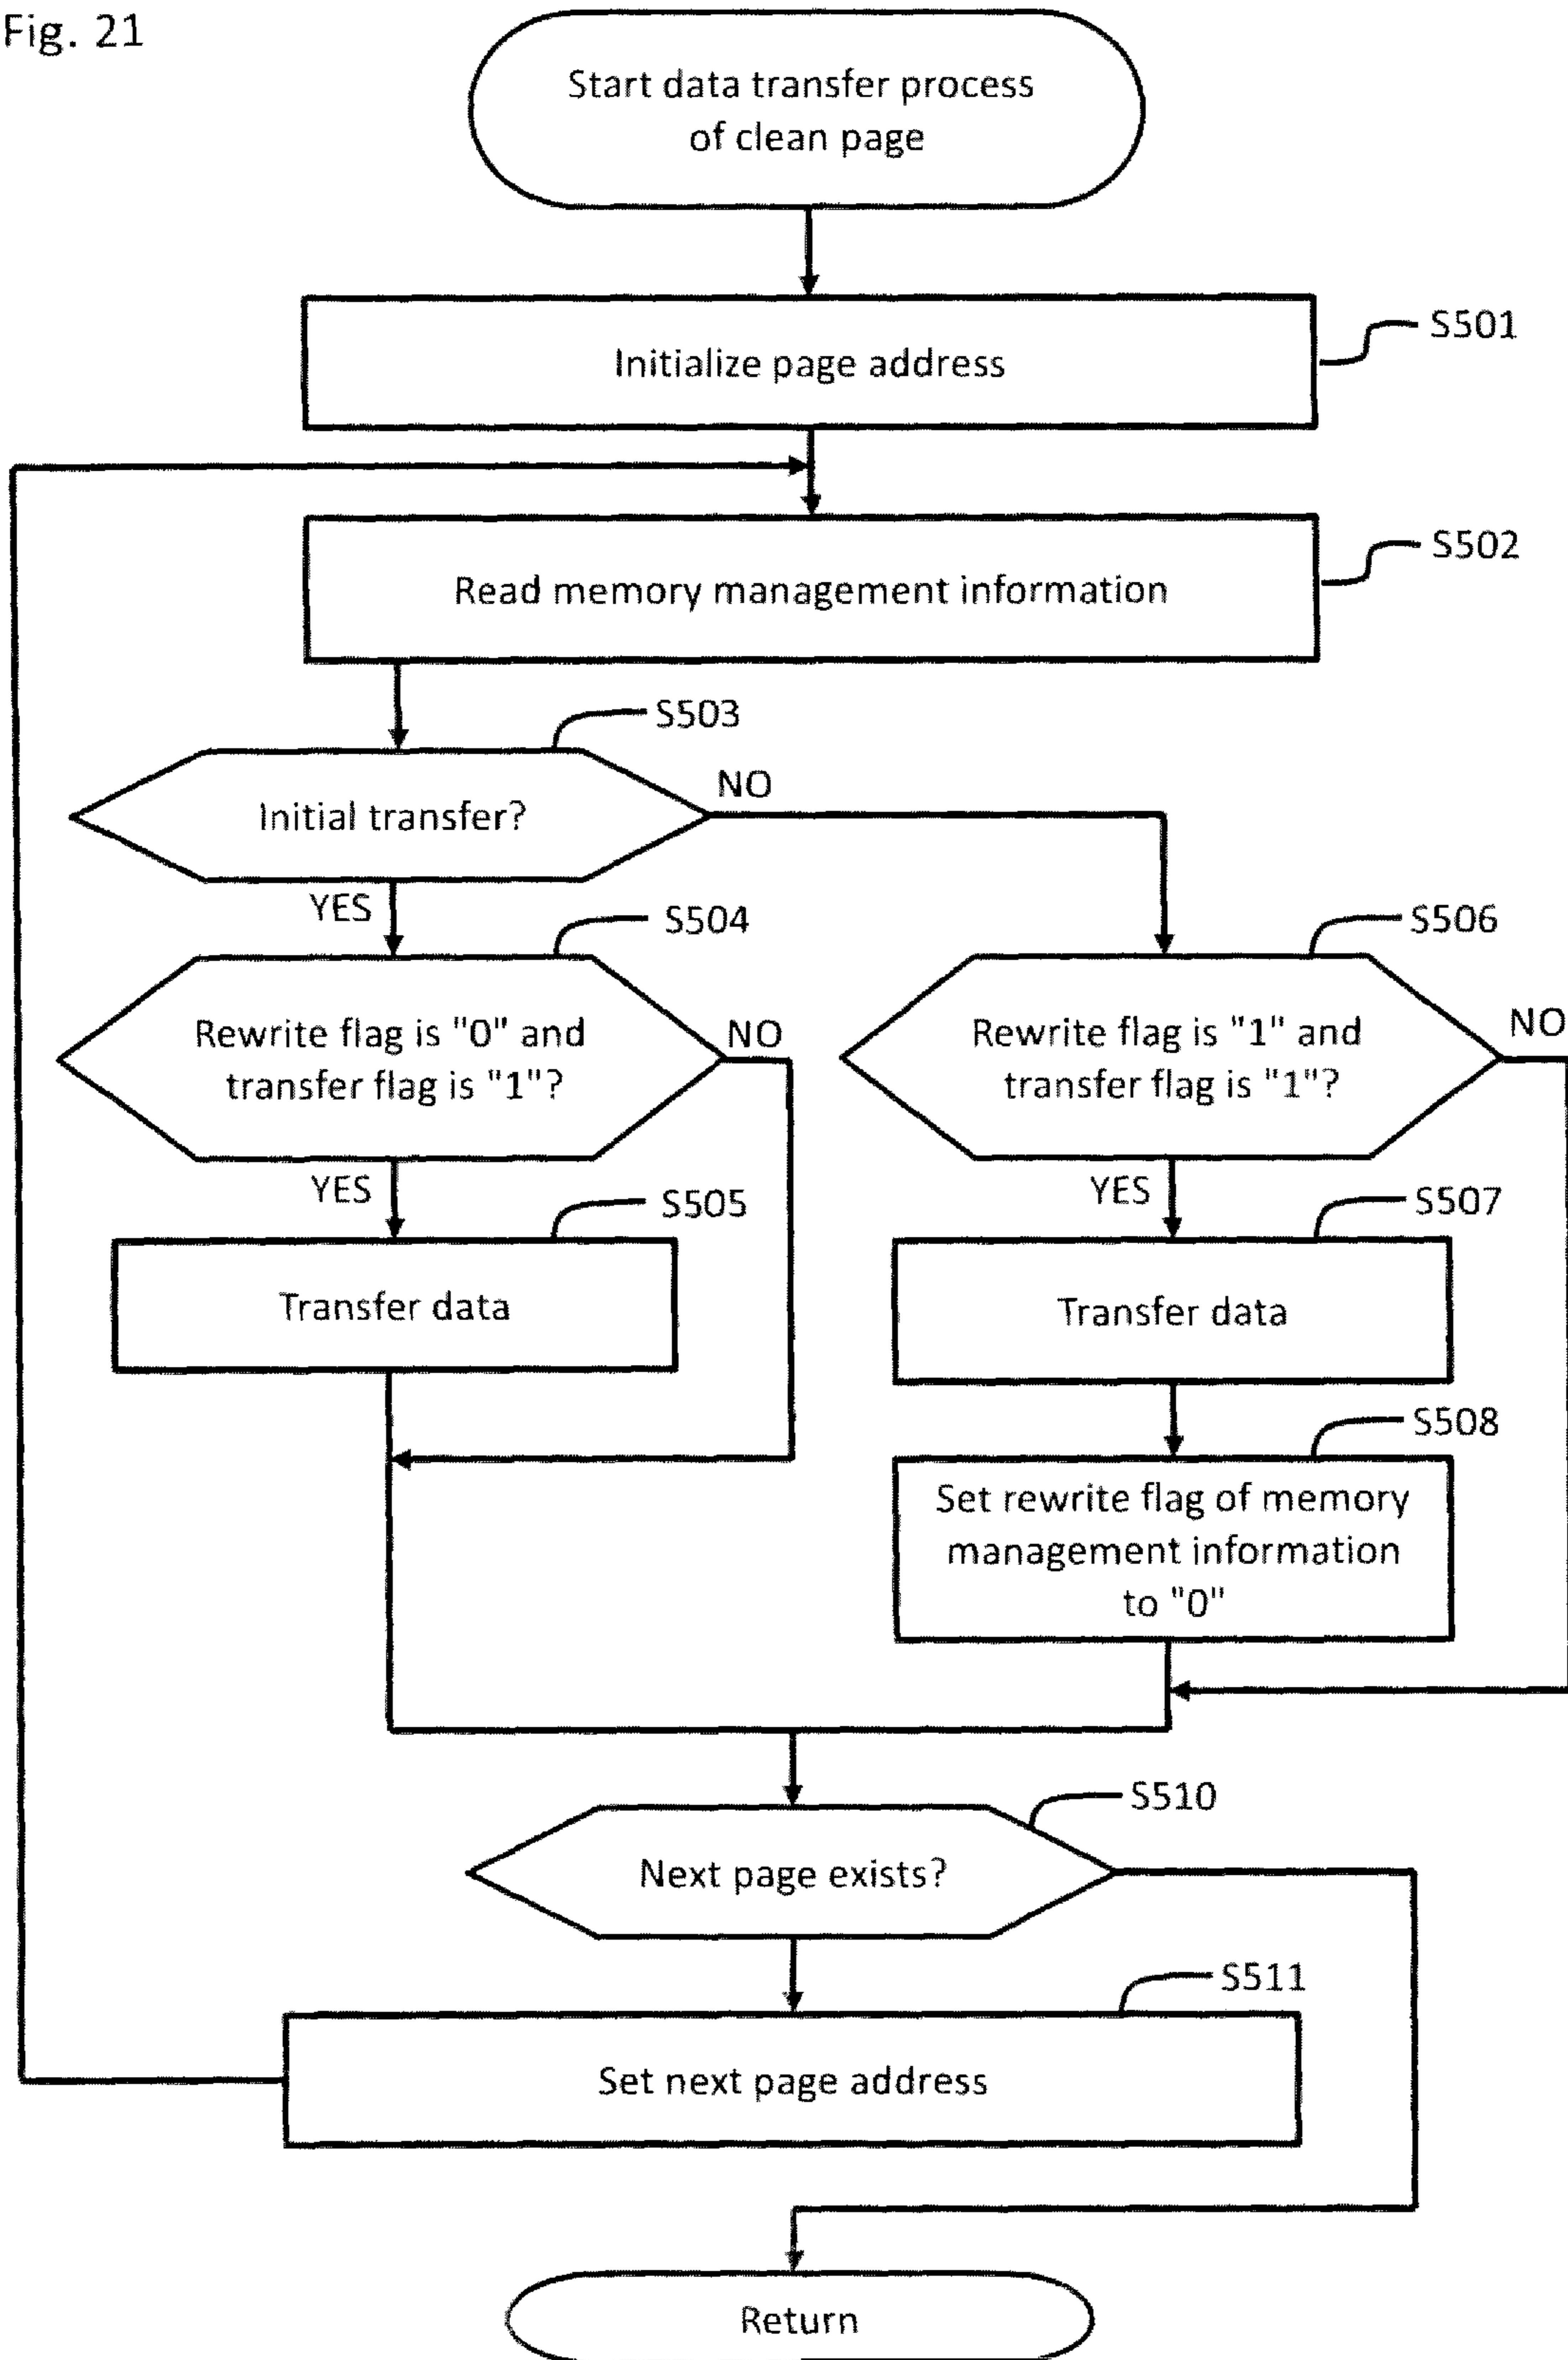 Fig. 21
Start data transfer process
of clean page
S501
Initialize page address
S502
Read memory management information
S503
Initial transfer?
NO
YES
S504
S506
Rewrite flag is "0" and
transfer flag is "1"?
NO
Rewrite flag is "1" and
transfer flag is "1"?
NO
YES
S505
YES
S507
Transfer data
Transfer data
S508
Set rewrite flag of memory
management information
to "0"
S510
Next page exists?
S511
Set next page address
Return